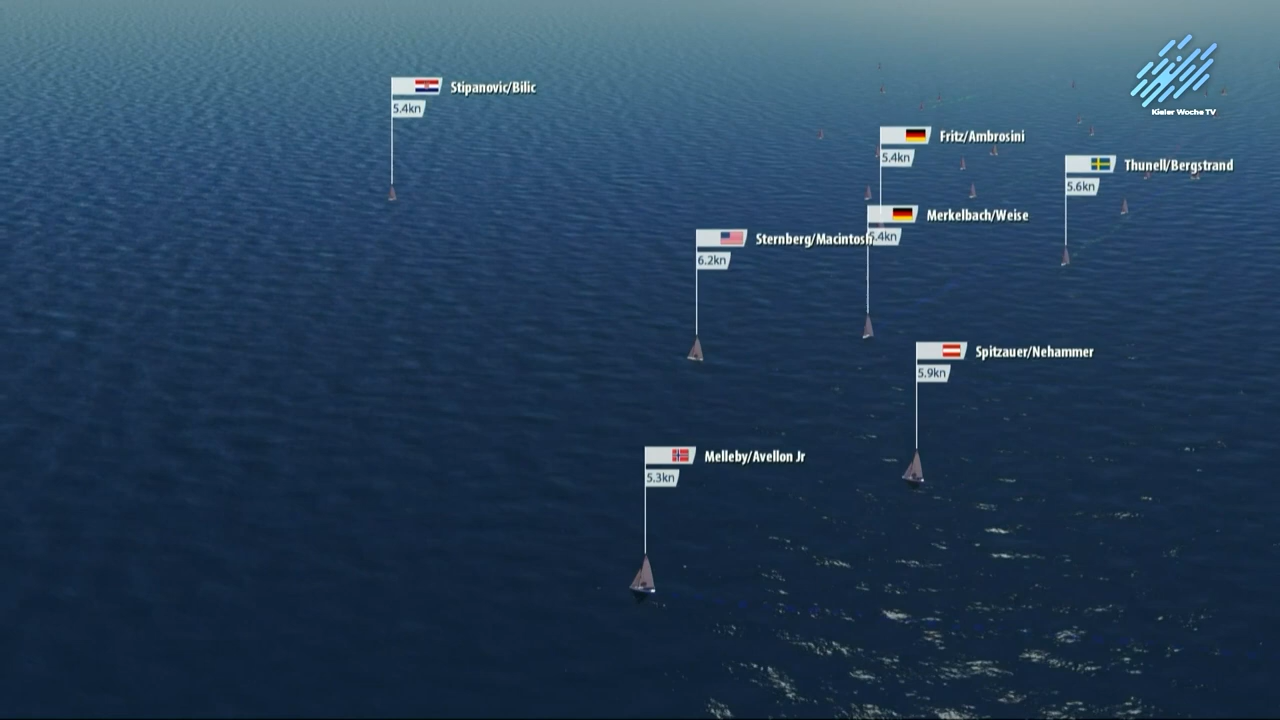 Kieler Woche TV
Stipanovic/Bilic
5.4kn
Fritz/Ambrosini
5.4kn
Thunell/Bergstrand
5.6kn
Merkelbach/Weise
5.4kn
Sternberg/Macintosh
6.2kn
Spitzauer/Nehammer
5.9kn
Melleby/Avellon Jr
5.3kn